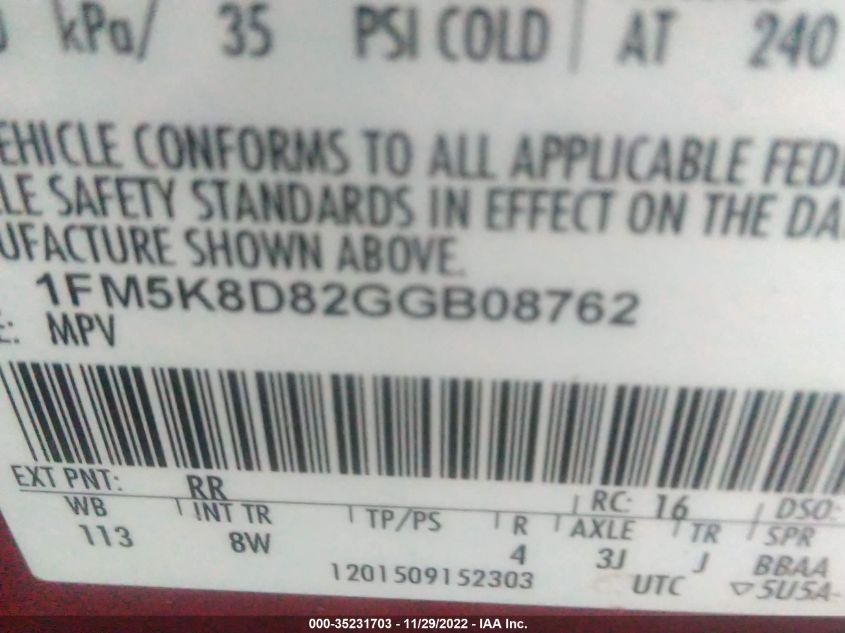 kPa/ 35 PSI COLD AT 240
EHICLE CONFORMS TO ALL APPLICABLE FEDE
LE SAFETY STANDARDS IN EFFECT ON THE DA
UFACTURE SHOWN ABOVE.
1FM5K8D82GGB08762
E: MPV
EXT PNT: RR RC: 16 DSO:
WB INT TR TP/PS R AXLE TR SPR
113 8W 4 3J J BBAA
1201509152303 UTC ▽5U5A-
000-35231703 - 11/29/2022 - IAA Inc.